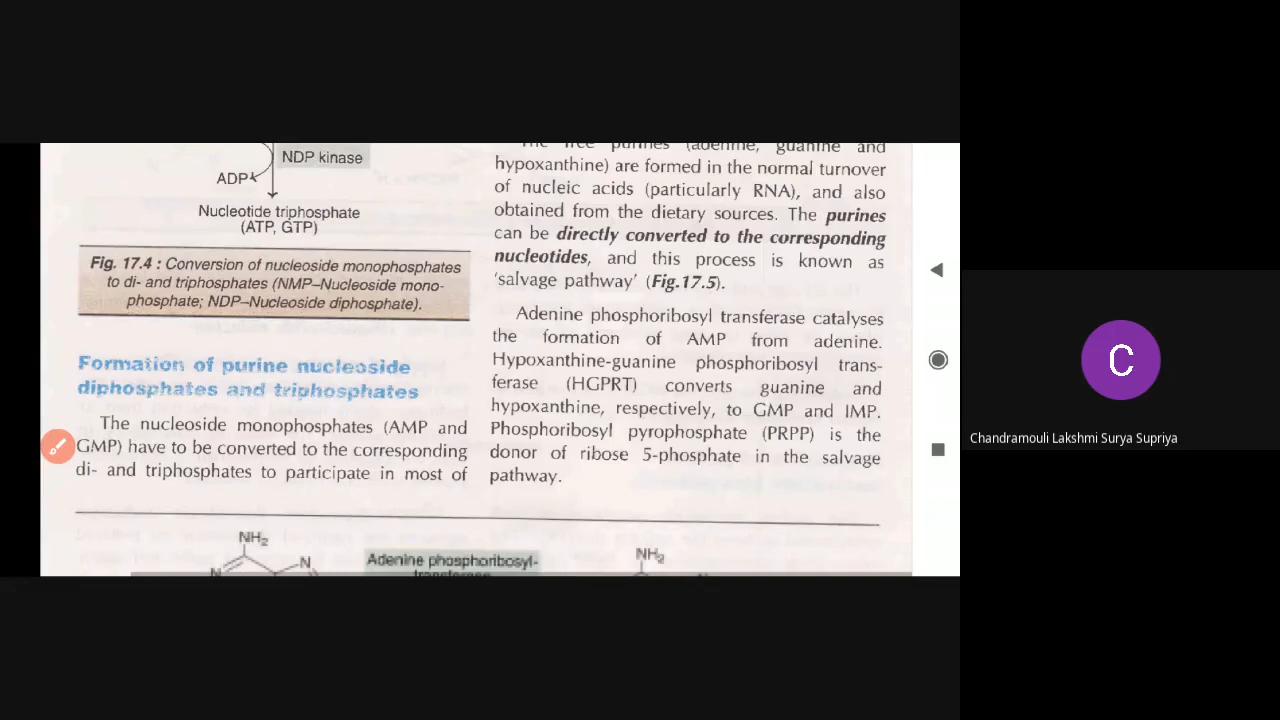 NDP kinase
ADP
Nucleotide triphosphate
(ATP, GTP)
Fig. 17.4 : Conversion of nucleoside monophosphates
to di- and triphosphates (NMP–Nucleoside mono-
phosphate; NDP–Nucleoside diphosphate).
Formation of purine nucleoside
diphosphates and triphosphates
The nucleoside monophosphates (AMP and
GMP) have to be converted to the corresponding
di- and triphosphates to participate in most of
The free purines (adenine, guanine and
hypoxanthine) are formed in the normal turnover
of nucleic acids (particularly RNA), and also
obtained from the dietary sources. The purines
can be directly converted to the corresponding
nucleotides, and this process is known as
‘salvage pathway’ (Fig.17.5).
Adenine phosphoribosyl transferase catalyses
the formation of AMP from adenine.
Hypoxanthine-guanine phosphoribosyl trans-
ferase (HGPRT) converts guanine and
hypoxanthine, respectively, to GMP and IMP.
Phosphoribosyl pyrophosphate (PRPP) is the
donor of ribose 5-phosphate in the salvage
pathway.
NH2
N
N
Adenine phosphoribosyl-
transferase
NH2
C
Chandramouli Lakshmi Surya Supriya